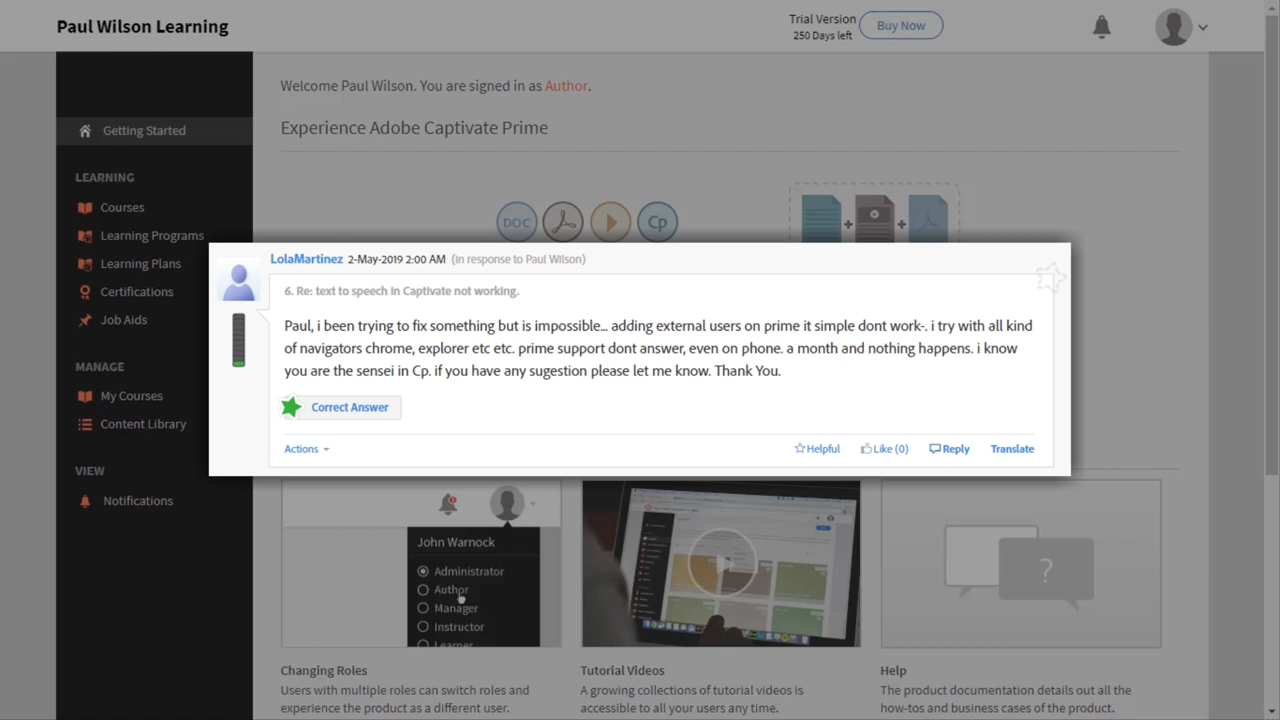 Paul Wilson Learning
Trial Version
250 Days left
Buy Now
Welcome Paul Wilson. You are signed in as Author.
Getting Started
Experience Adobe Captivate Prime
LEARNING
Courses
Learning Programs
Learning Plans
Certifications
Job Aids
MANAGE
My Courses
Content Library
VIEW
Notifications
DOC
Cp
LolaMartinez 2-May-2019 2:00 AM (in response to Paul Wilson)
6. Re: text to speech in Captivate not working.
Paul, i been trying to fix something but is impossible... adding external users on prime it simple dont work-. i try with all kind
of navigators chrome, explorer etc etc. prime support dont answer, even on phone. a month and nothing happens. i know
you are the sensei in Cp. if you have any sugestion please let me know. Thank You.
Correct Answer
Actions
Helpful
Like (0)
Reply
Translate
John Warnock
Administrator
Author
Manager
Instructor
Learner
?
Changing Roles
Users with multiple roles can switch roles and
experience the product as a different user.
Tutorial Videos
A growing collections of tutorial videos is
accessible to all your users any time.
Help
The product documentation details out all the
how-tos and business cases of the product.